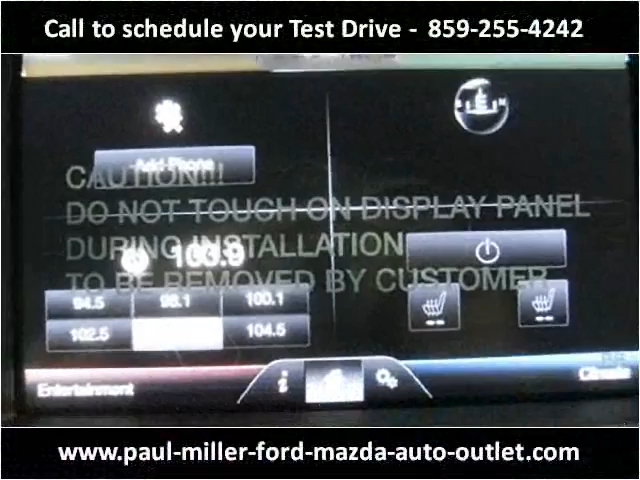 Call to schedule your Test Drive - 859-255-4242
Add Phone
CAUTION!!!
DO NOT TOUCH ON DISPLAY PANEL
DURING INSTALLATION
TO BE REMOVED BY CUSTOMER
103.9
94.5 98.1 100.1
102.5 104.5
i
Entertainment
Climate
www.paul-miller-ford-mazda-auto-outlet.com